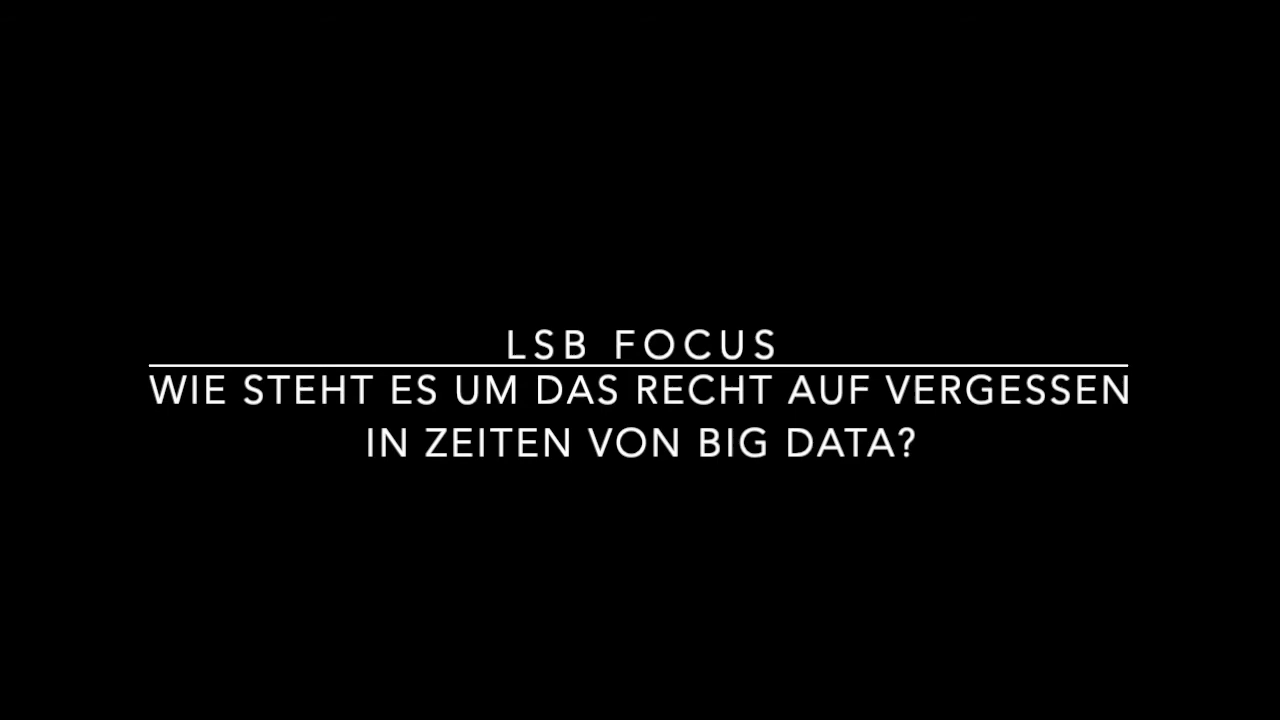 LSB FOCUS
WIE STEHT ES UM DAS RECHT AUF VERGESSEN
IN ZEITEN VON BIG DATA?